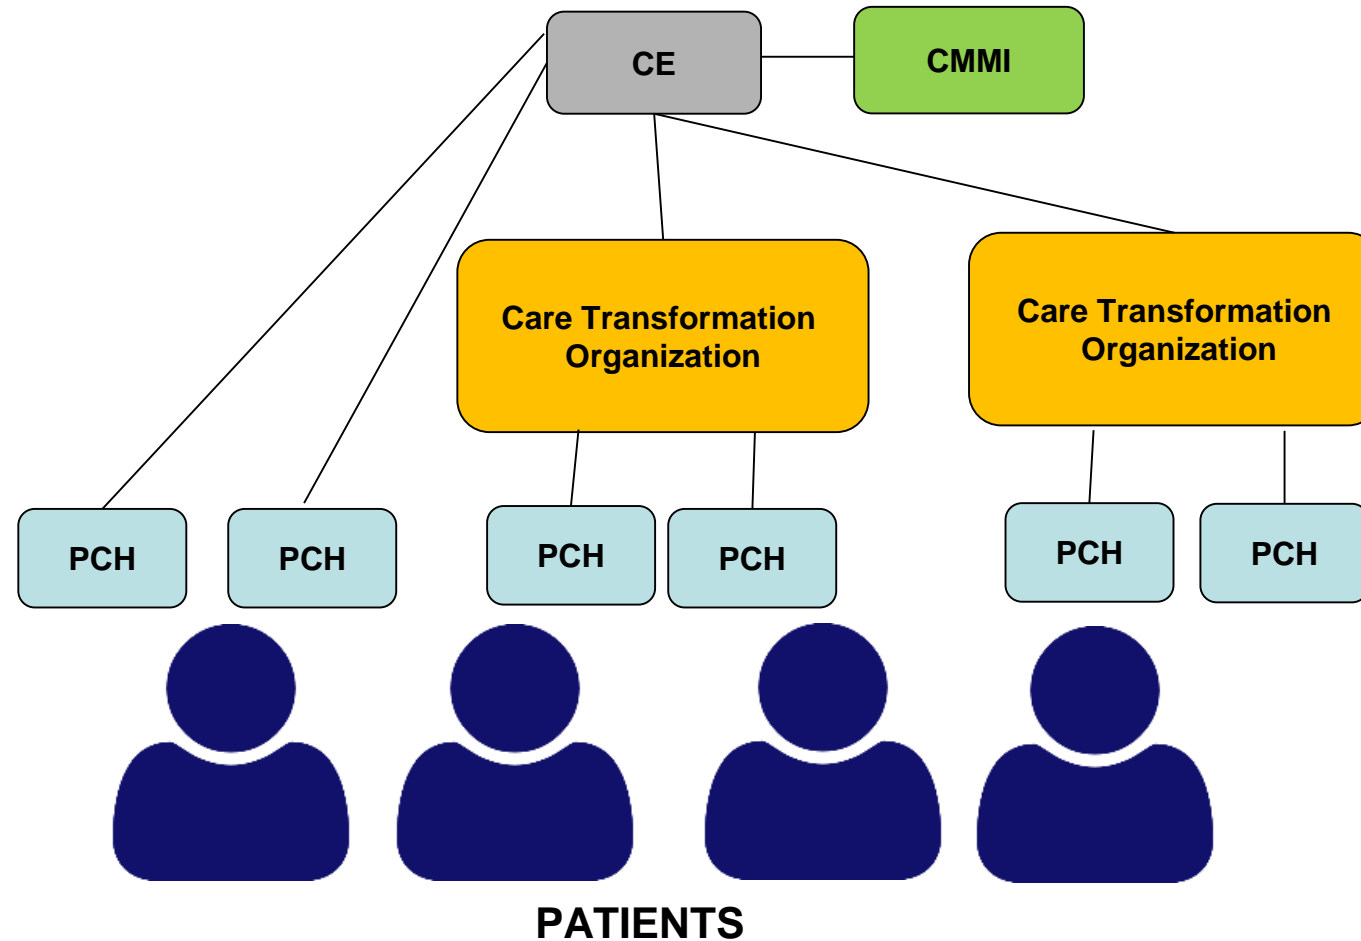 CE
CMMI
Care Transformation
Organization
Care Transformation
Organization
PCH
PCH
PCH
PCH
PCH
PCH
PATIENTS